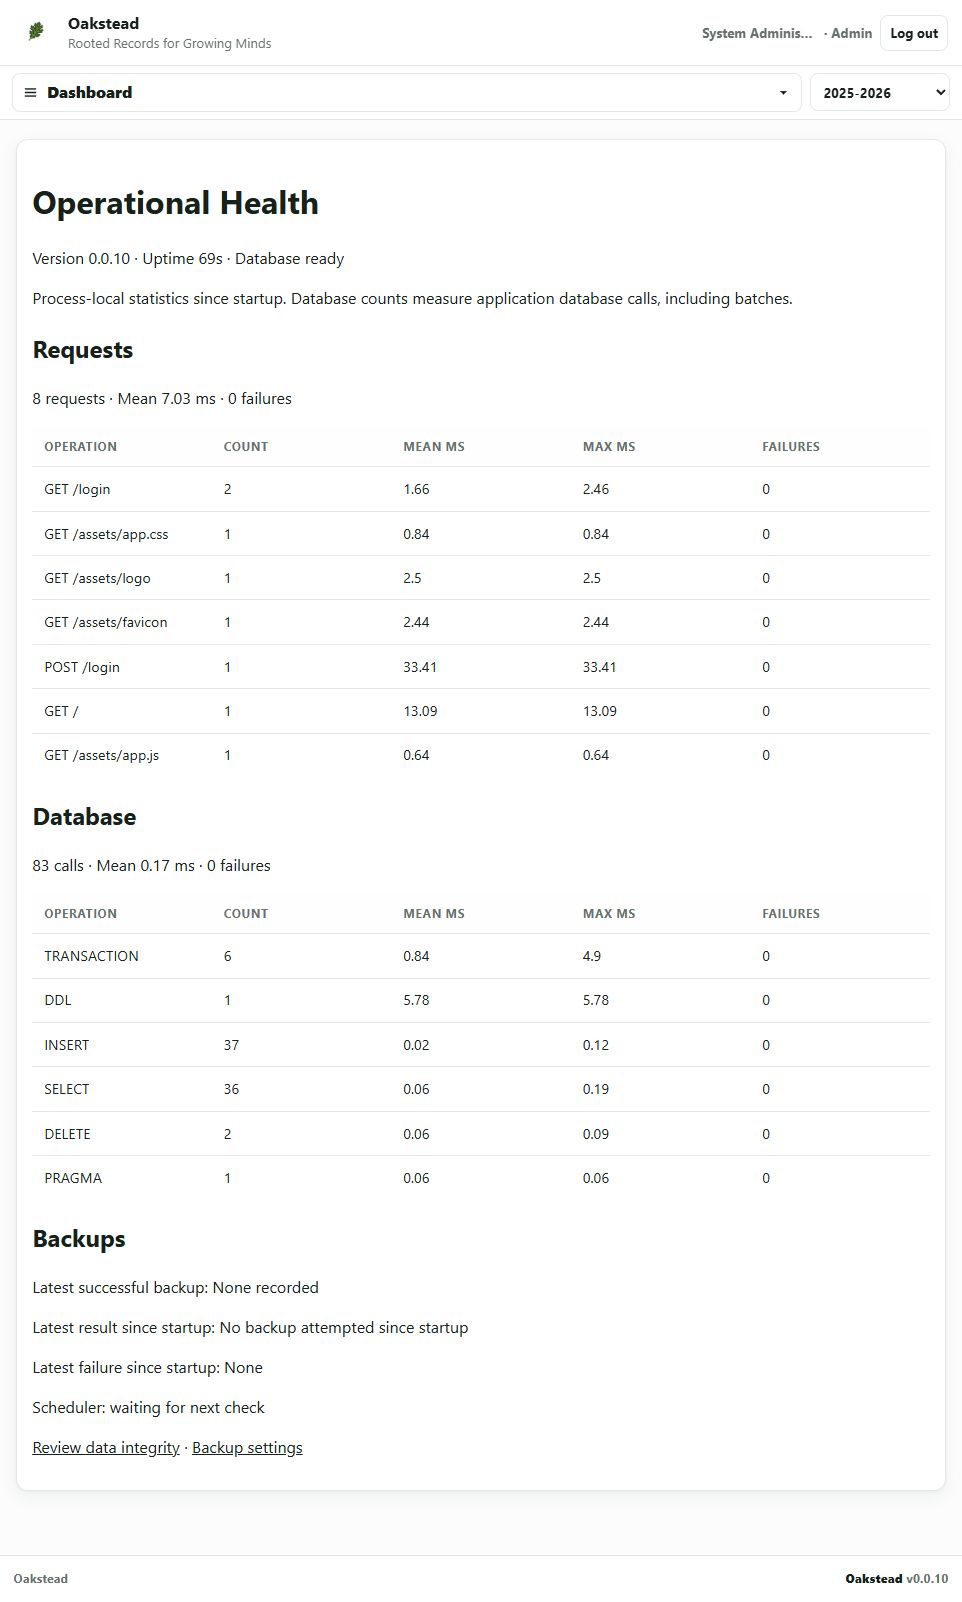 Oakstead
Rooted Records for Growing Minds
System Adminis... · Admin
Log out
Dashboard
2025-2026
Operational Health
Version 0.0.10 · Uptime 69s · Database ready
Process-local statistics since startup. Database counts measure application database calls, including batches.
Requests
8 requests · Mean 7.03 ms · 0 failures
OPERATION COUNT MEAN MS MAX MS FAILURES
GET /login 2 1.66 2.46 0
GET /assets/app.css 1 0.84 0.84 0
GET /assets/logo 1 2.5 2.5 0
GET /assets/favicon 1 2.44 2.44 0
POST /login 1 33.41 33.41 0
GET / 1 13.09 13.09 0
GET /assets/app.js 1 0.64 0.64 0
Database
83 calls · Mean 0.17 ms · 0 failures
OPERATION COUNT MEAN MS MAX MS FAILURES
TRANSACTION 6 0.84 4.9 0
DDL 1 5.78 5.78 0
INSERT 37 0.02 0.12 0
SELECT 36 0.06 0.19 0
DELETE 2 0.06 0.09 0
PRAGMA 1 0.06 0.06 0
Backups
Latest successful backup: None recorded
Latest result since startup: No backup attempted since startup
Latest failure since startup: None
Scheduler: waiting for next check
Review data integrity · Backup settings
Oakstead
Oakstead v0.0.10